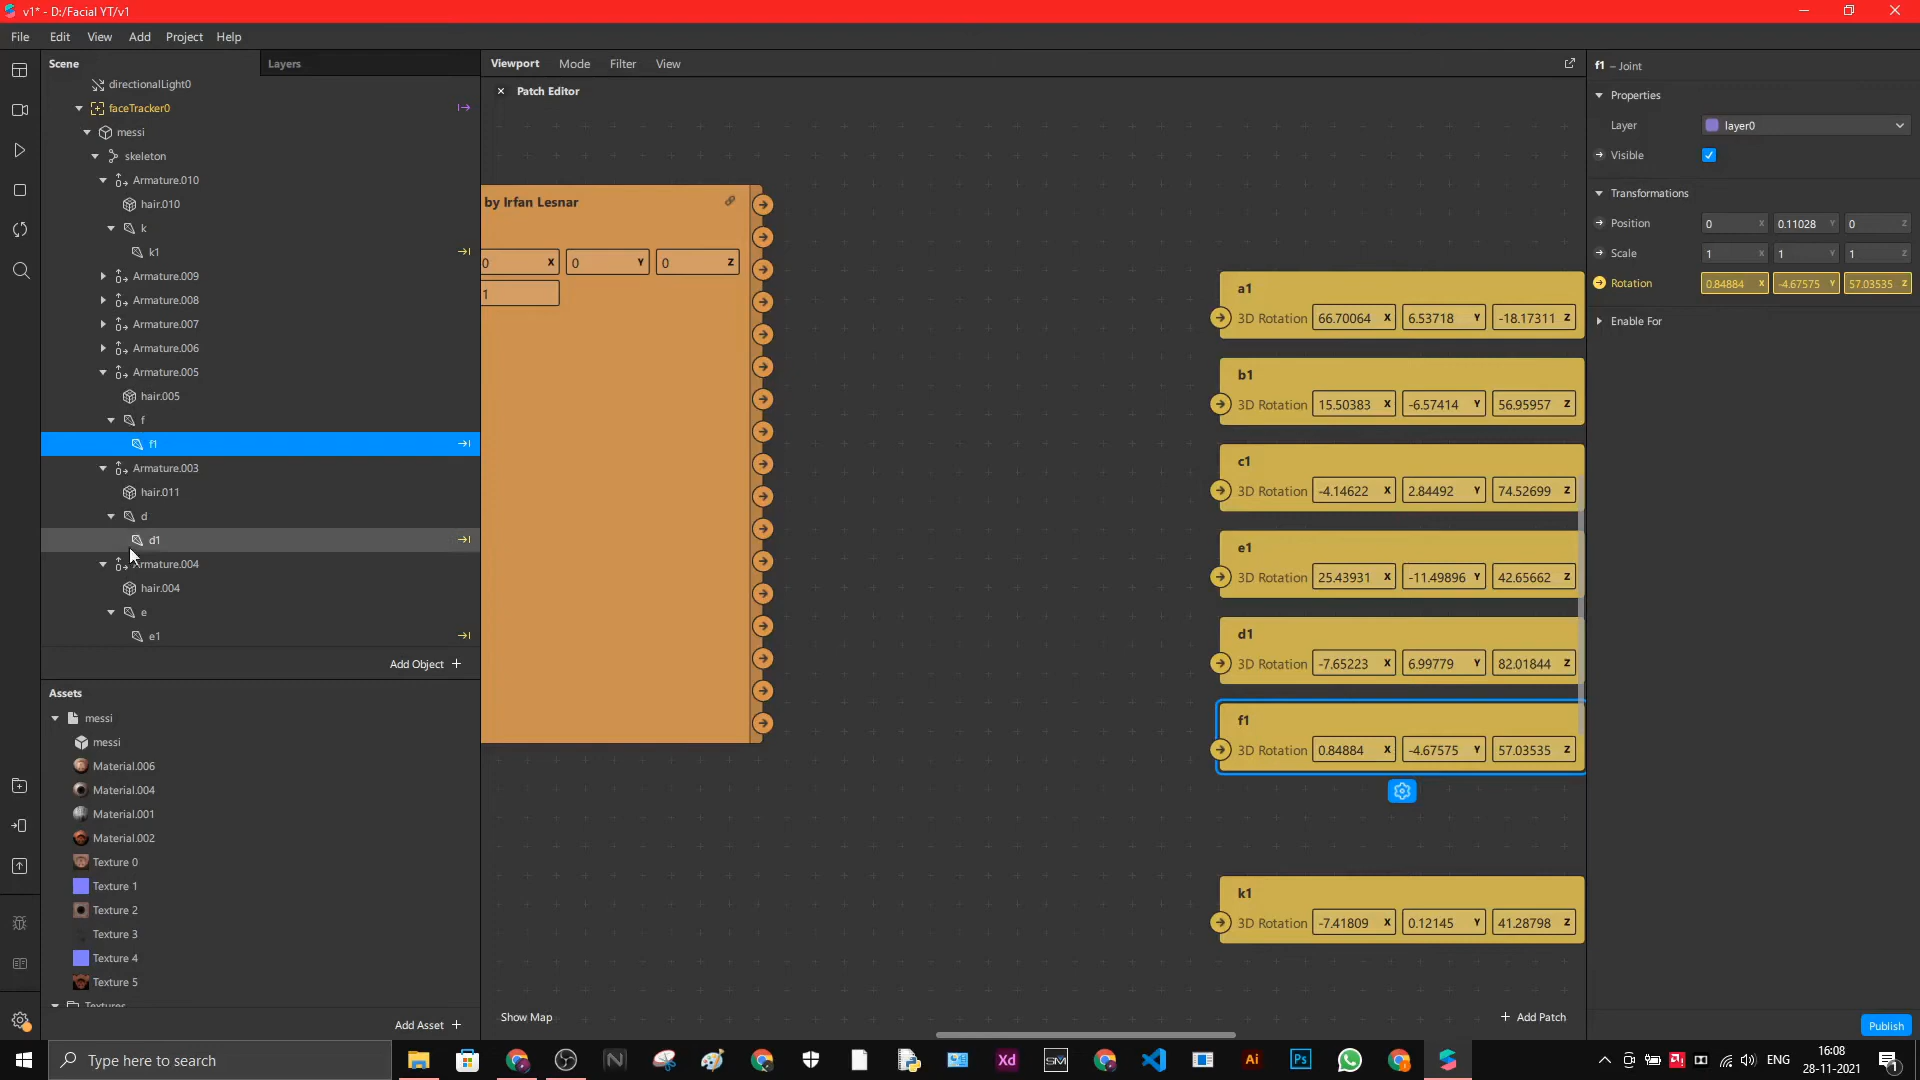 v1* - D:/Facial YT/v1
File Edit View Add Project Help
Scene Layers
directionalLight0
faceTracker0
messi
skeleton
Armature.010
hair.010
k
k1
Armature.009
Armature.008
Armature.007
Armature.006
Armature.005
hair.005
f
f1
Armature.003
hair.011
d
d1
Armature.004
hair.004
e
e1
Add Object +
Assets
messi
messi
Material.006
Material.004
Material.001
Material.002
Texture 0
Texture 1
Texture 2
Texture 3
Texture 4
Texture 5
Textures
Add Asset +
Viewport Mode Filter View
× Patch Editor
by Irfan Lesnar
0 X 0 Y 0 Z
1
a1
3D Rotation 66.70064 X 6.53718 Y -18.17311 Z
b1
3D Rotation 15.50383 X -6.57414 Y 56.95957 Z
c1
3D Rotation -4.14622 X 2.84492 Y 74.52699 Z
e1
3D Rotation 25.43931 X -11.49896 Y 42.65662 Z
d1
3D Rotation -7.65223 X 6.99779 Y 82.01844 Z
f1
3D Rotation 0.84884 X -4.67575 Y 57.03535 Z
k1
3D Rotation -7.41809 X 0.12145 Y 41.28798 Z
Show Map
+ Add Patch
f1 – Joint
Properties
Layer layer0
Visible
Transformations
Position 0 X 0.11028 Y 0 Z
Scale 1 X 1 Y 1 Z
Rotation 0.84884 X -4.67575 Y 57.03535 Z
Enable For
Publish
Type here to search
Xd SM Ai Ps
ENG
16:08
28-11-2021
1